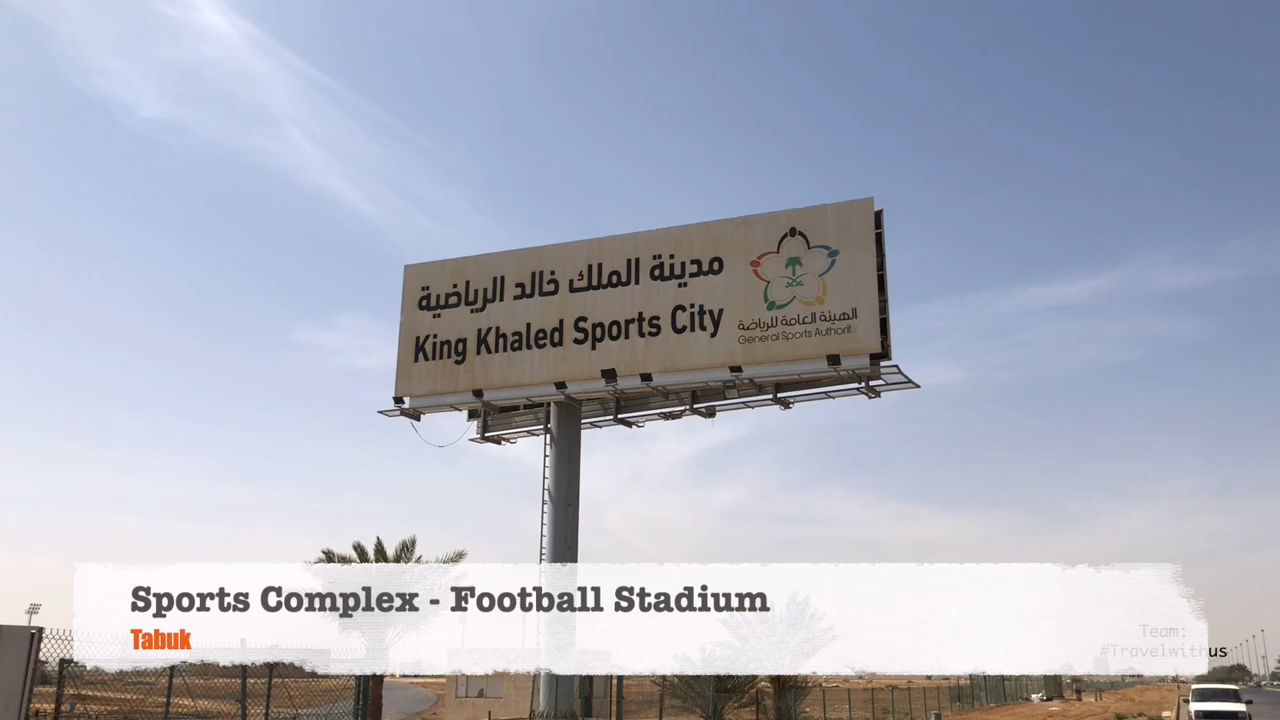 مدينة الملك خالد الرياضية
King Khaled Sports City
الهيئة العامة للرياضة
General Sports Authorit
Sports Complex - Football Stadium
Tabuk
Team:
#Travelwithus